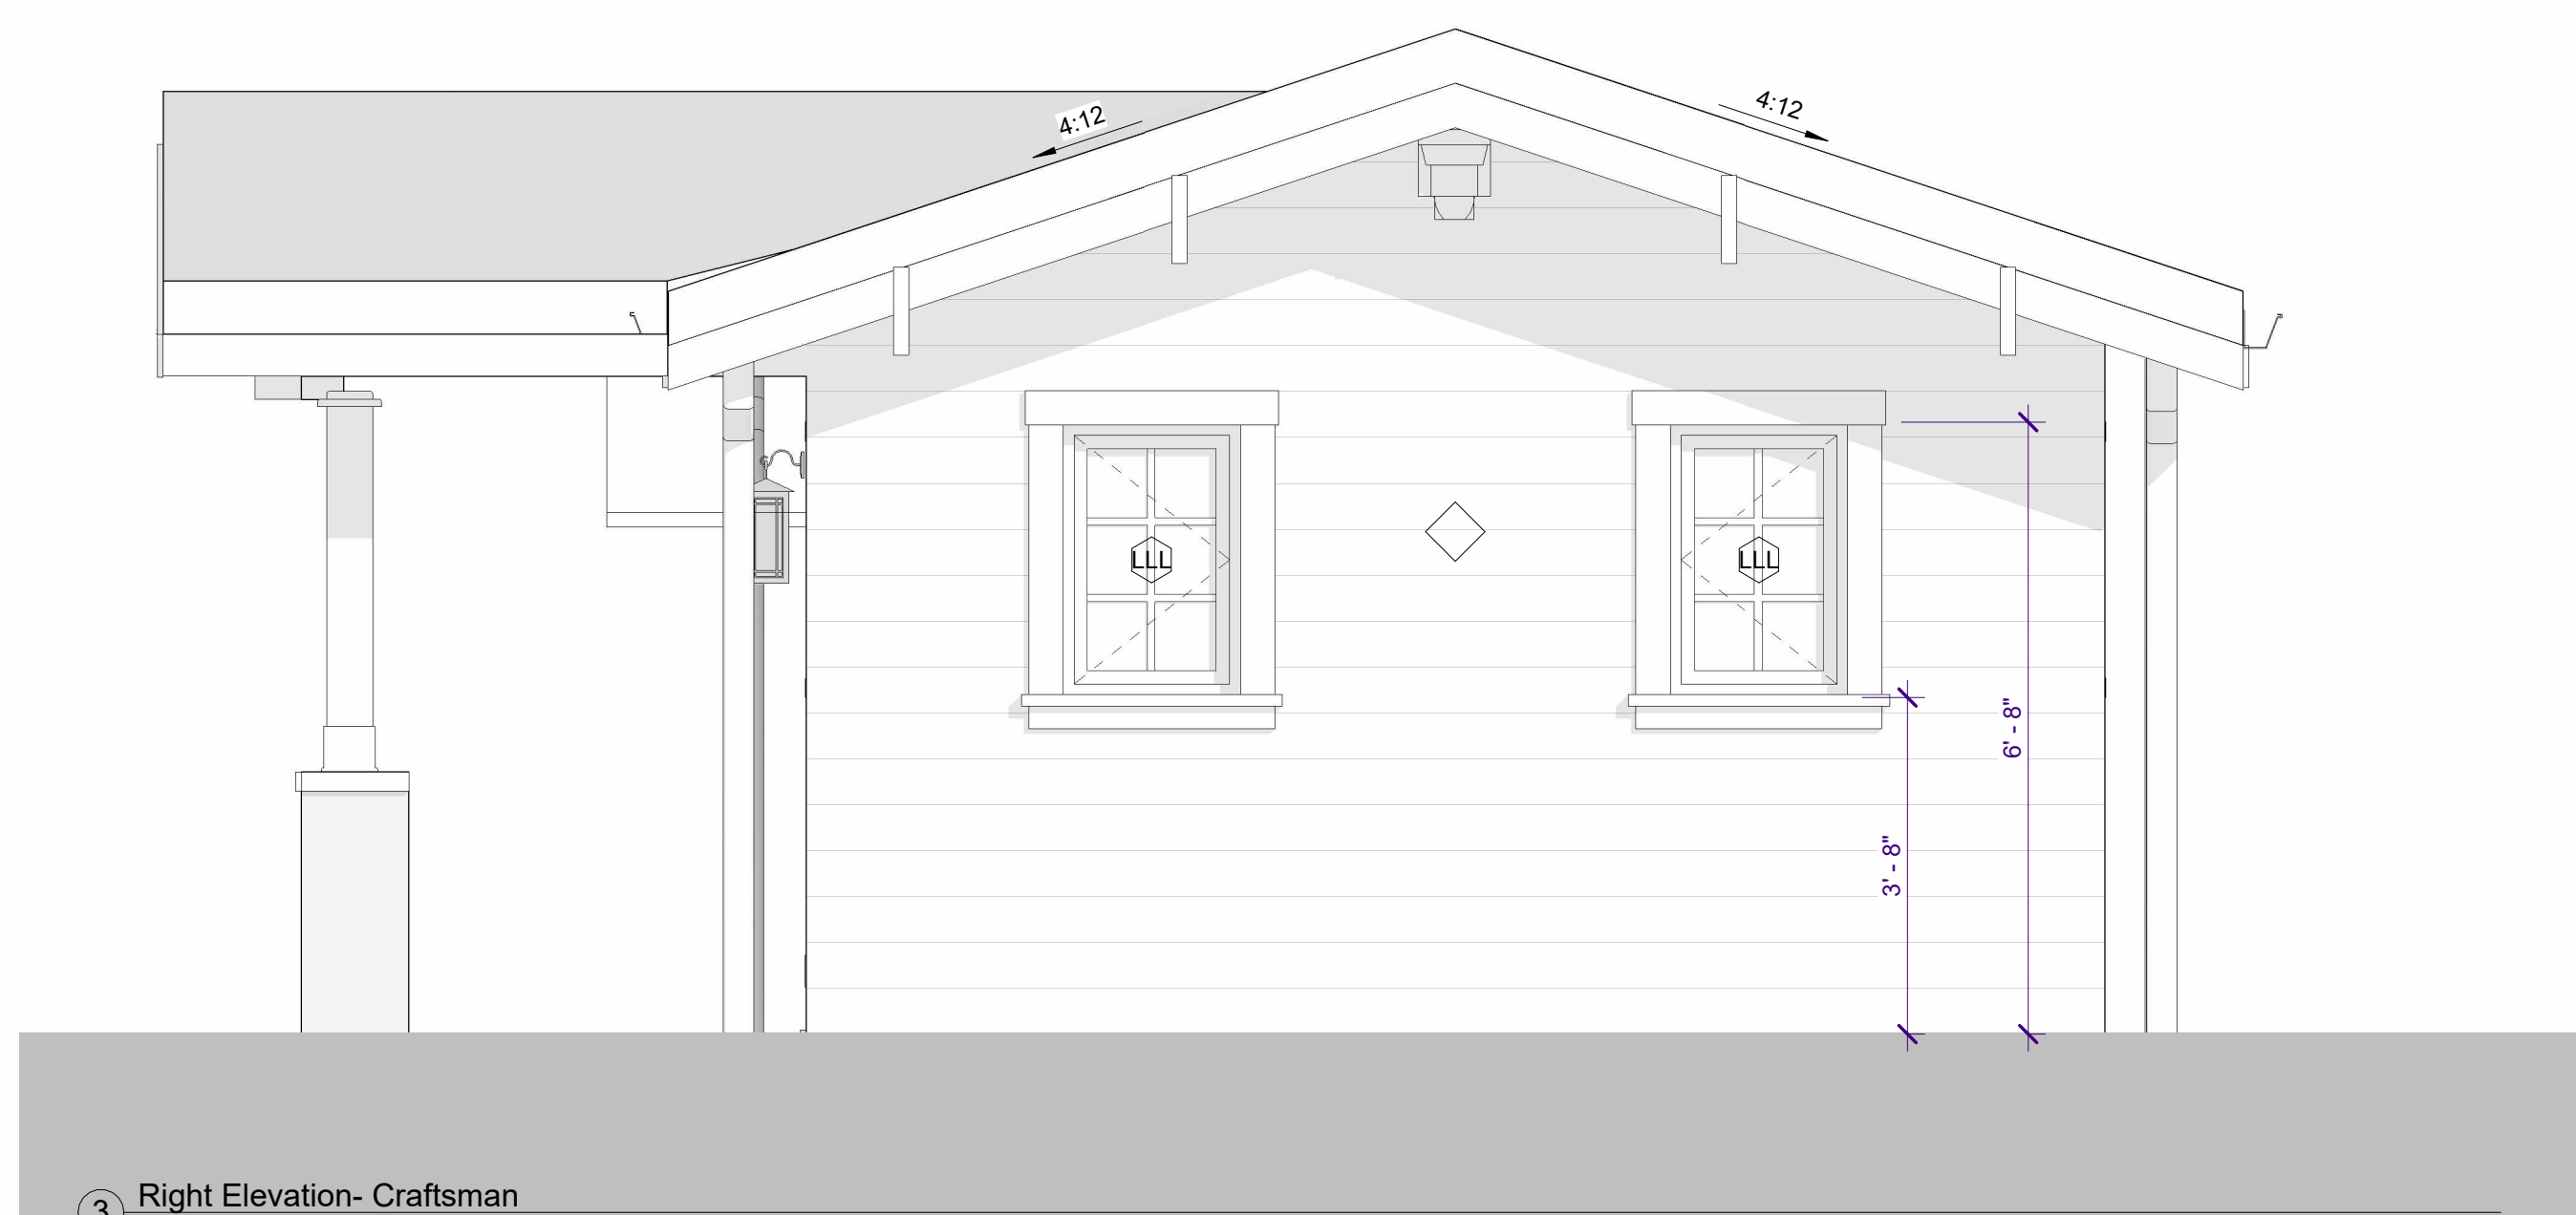 4:12
4:12
LLL
LLL
6' - 8"
3' - 8"
3
Right Elevation- Craftsman